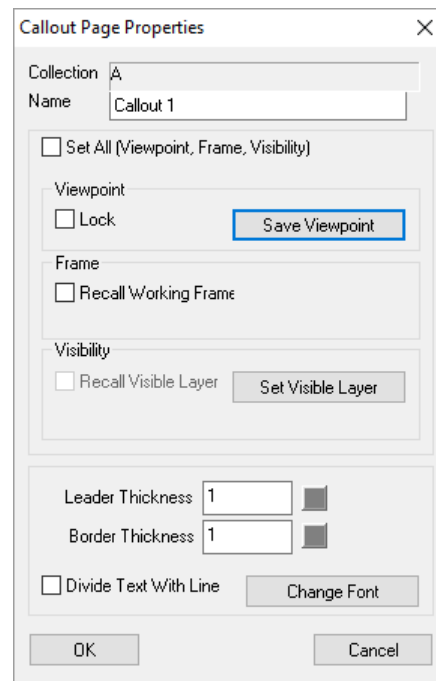 Callout Page Properties
Collection A
Name Callout 1
Set All (Viewpoint, Frame, Visibility)
Viewpoint
Lock Save Viewpoint
Frame
Recall Working Frame
Visibility
Recall Visible Layer Set Visible Layer
Leader Thickness 1
Border Thickness 1
Divide Text With Line Change Font
OK Cancel